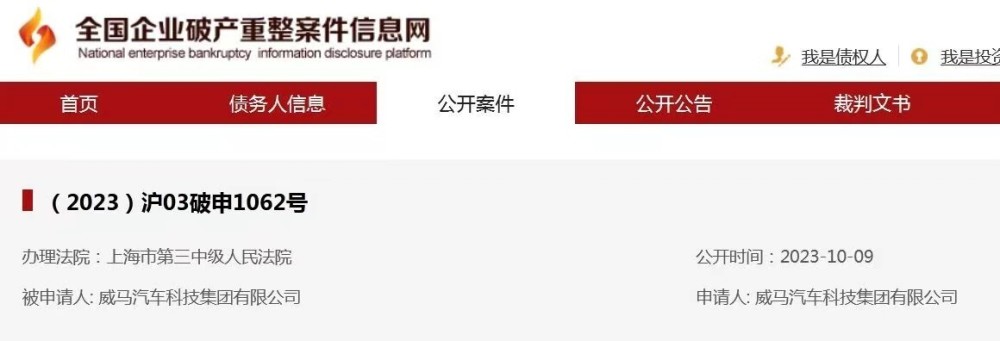 全国企业破产重整案件信息网
National enterprise bankruptcy information disclosure platform
我是债权人 我是投资
首页 债务人信息 公开案件 公开公告 裁判文书
（2023）沪03破申1062号
办理法院：上海市第三中级人民法院 公开时间：2023-10-09
被申请人: 威马汽车科技集团有限公司 申请人: 威马汽车科技集团有限公司